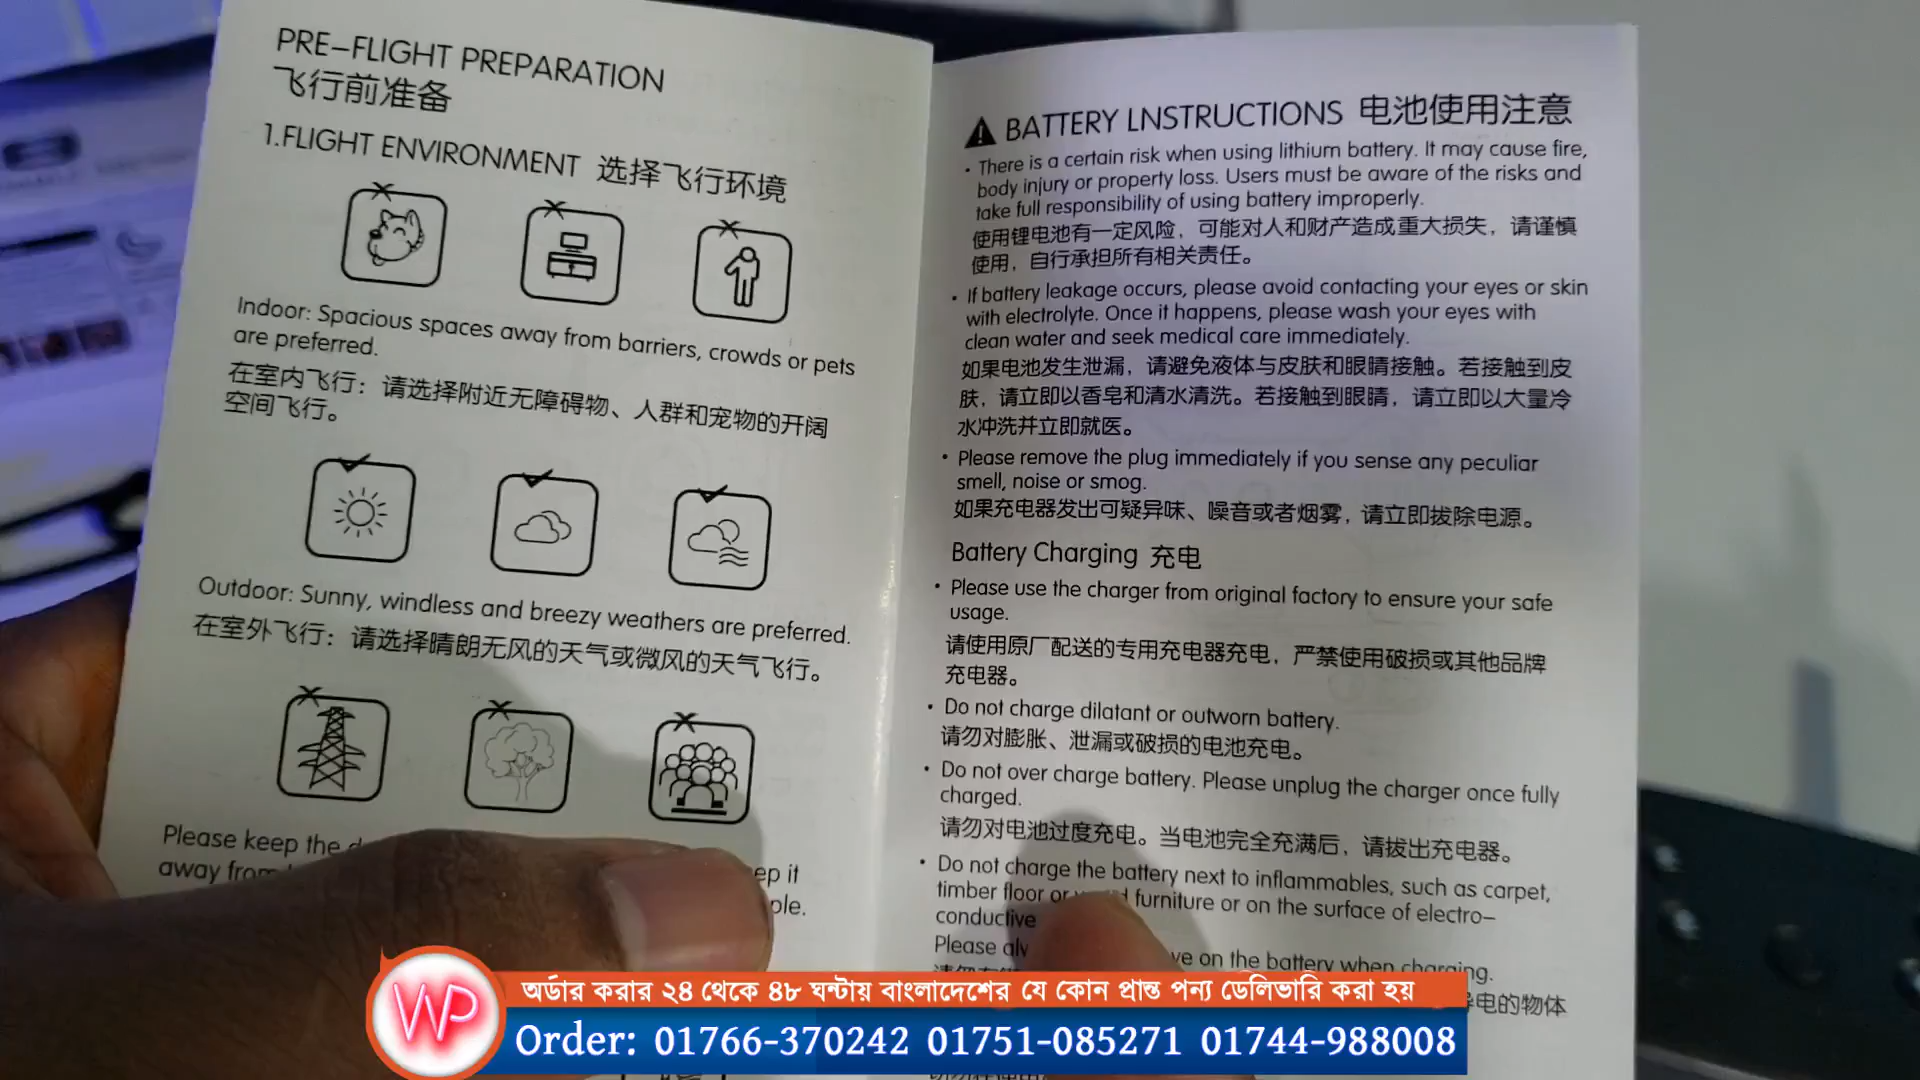 PRE-FLIGHT PREPARATION
飞行前准备
1.FLIGHT ENVIRONMENT 选择飞行环境
Indoor: Spacious spaces away from barriers, crowds or pets
are preferred.
在室内飞行：请选择附近无障碍物、人群和宠物的开阔
空间飞行。
Outdoor: Sunny, windless and breezy weathers are preferred.
在室外飞行：请选择晴朗无风的天气或微风的天气飞行。
Please keep the
away from
ep it
ple.
BATTERY LNSTRUCTIONS 电池使用注意
· There is a certain risk when using lithium battery. It may cause fire,
body injury or property loss. Users must be aware of the risks and
take full responsibility of using battery improperly.
使用锂电池有一定风险，可能对人和财产造成重大损失，请谨慎
使用，自行承担所有相关责任。
· If battery leakage occurs, please avoid contacting your eyes or skin
with electrolyte. Once it happens, please wash your eyes with
clean water and seek medical care immediately.
如果电池发生泄漏，请避免液体与皮肤和眼睛接触。若接触到皮
肤，请立即以香皂和清水清洗。若接触到眼睛，请立即以大量冷
水冲洗并立即就医。
· Please remove the plug immediately if you sense any peculiar
smell, noise or smog.
如果充电器发出可疑异味、噪音或者烟雾，请立即拔除电源。
Battery Charging 充电
· Please use the charger from original factory to ensure your safe
usage.
请使用原厂配送的专用充电器充电，严禁使用破损或其他品牌
充电器。
· Do not charge dilatant or outworn battery.
请勿对膨胀、泄漏或破损的电池充电。
· Do not over charge battery. Please unplug the charger once fully
charged.
请勿对电池过度充电。当电池完全充满后，请拔出充电器。
· Do not charge the battery next to inflammables, such as carpet,
timber floor or furniture or on the surface of electro-
conductive
Please
ve on the battery when charging.
导电的物体
WP
অর্ডার করার ২৪ থেকে ৪৮ ঘন্টায় বাংলাদেশের যে কোন প্রান্ত পন্য ডেলিভারি করা হয়
Order: 01766-370242 01751-085271 01744-988008